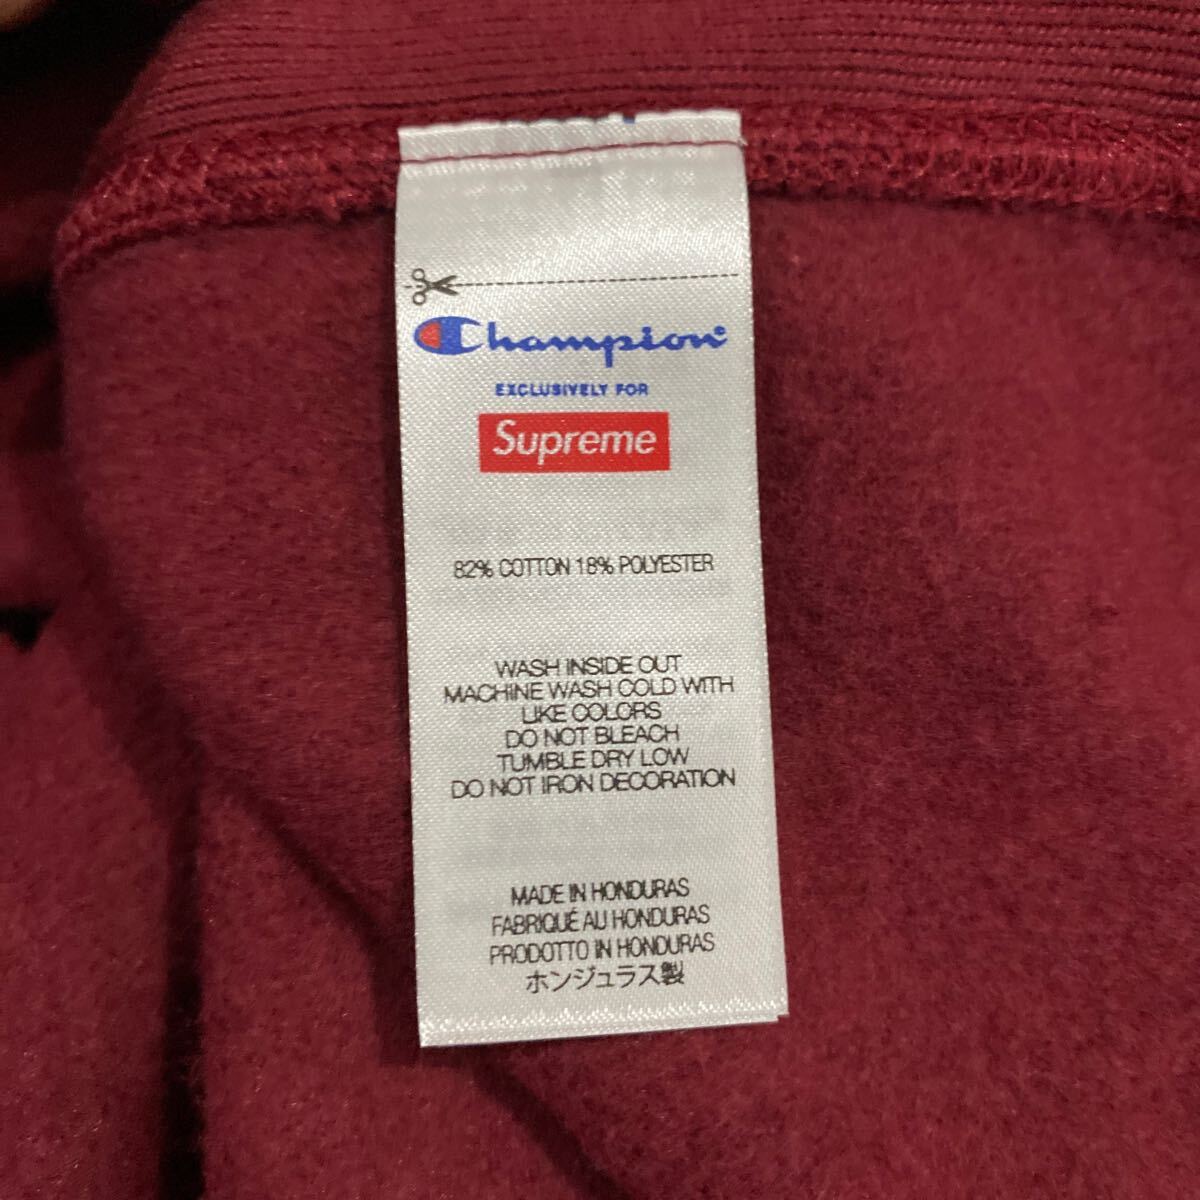 Champion
EXCLUSIVELY FOR
Supreme
82% COTTON 18% POLYESTER
WASH INSIDE OUT
MACHINE WASH COLD WITH
LIKE COLORS
DO NOT BLEACH
TUMBLE DRY LOW
DO NOT IRON DECORATION
MADE IN HONDURAS
FABRIQUÉ AU HONDURAS
PRODOTTO IN HONDURAS
ホンジュラス製